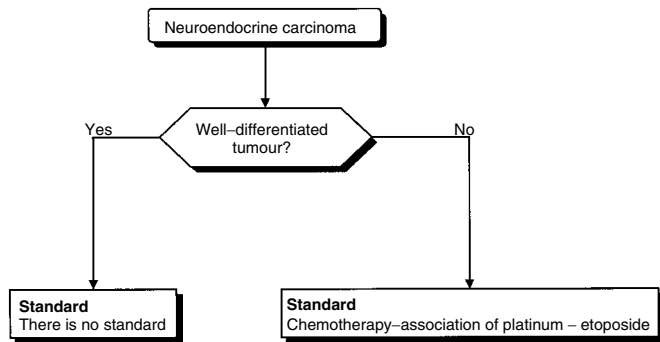 Neuroendocrine carcinoma
Well–differentiated
tumour?
Yes
No
Standard
There is no standard
Standard
Chemotherapy–association of platinum – etoposide